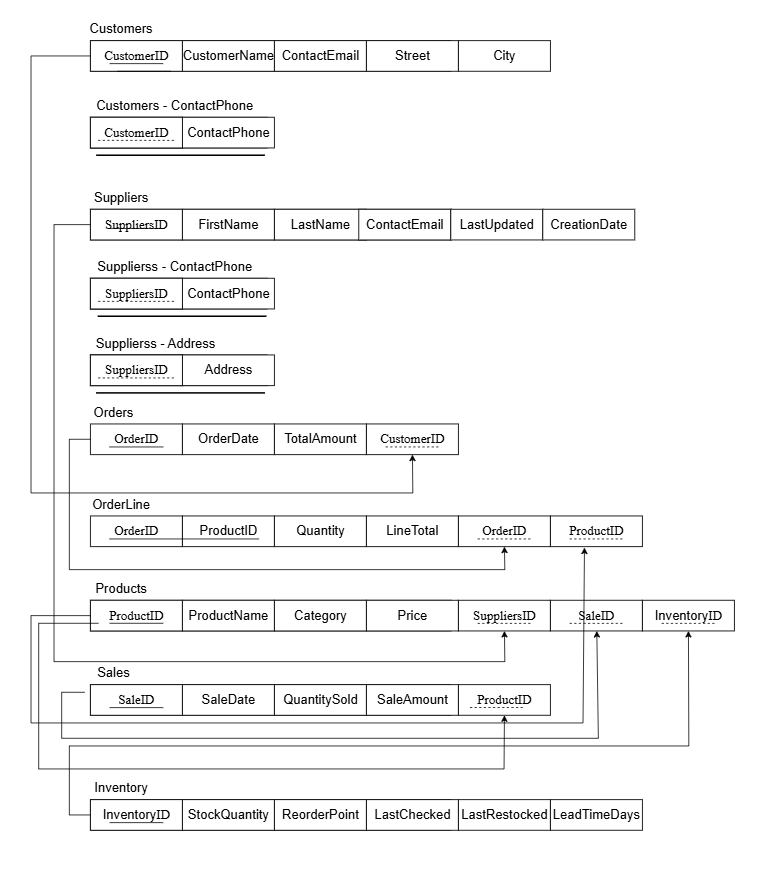 Customers
CustomerID CustomerName ContactEmail Street City
Customers - ContactPhone
CustomerID ContactPhone
Suppliers
SuppliersID FirstName LastName ContactEmail LastUpdated CreationDate
Supplierss - ContactPhone
SuppliersID ContactPhone
Supplierss - Address
SuppliersID Address
Orders
OrderID OrderDate TotalAmount CustomerID
OrderLine
OrderID ProductID Quantity LineTotal OrderID ProductID
Products
ProductID ProductName Category Price SuppliersID SaleID InventoryID
Sales
SaleID SaleDate QuantitySold SaleAmount ProductID
Inventory
InventoryID StockQuantity ReorderPoint LastChecked LastRestocked LeadTimeDays